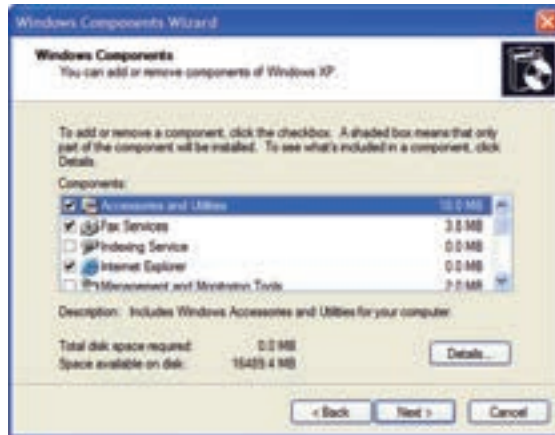 Windows Components Wizard
Windows Components
You can add or remove components of Windows XP.
To add or remove a component, click the checkbox. A shaded box means that only
part of the component will be installed. To see what's included in a component, click
Details.
Components:
Accessories and Utilities
Fax Services 3.8 MB
Indexing Service 0.0 MB
Internet Explorer 0.0 MB
Management and Monitoring Tools 2.0 MB
Description: Includes Windows Accessories and Utilities for your computer.
Total disk space required: 0.0 MB
Space available on disk: MB
Details...
< Back Next > Cancel